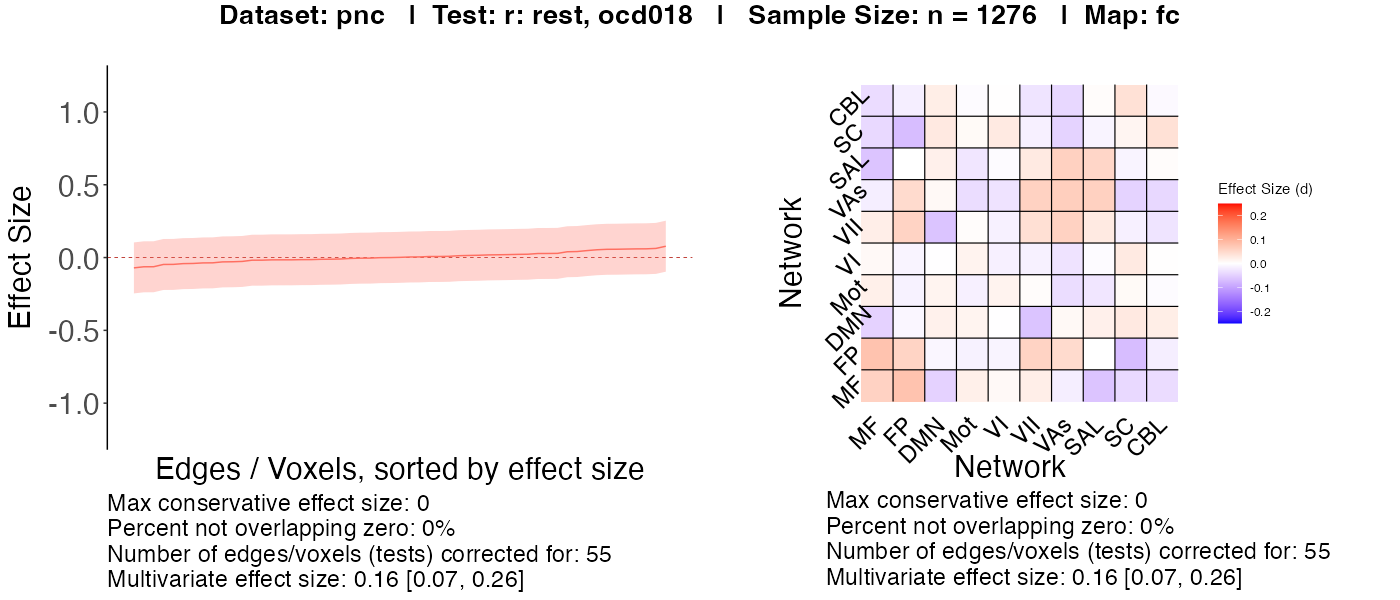 Dataset: pnc | Test: r: rest, ocd018 | Sample Size: n = 1276 | Map: fc
Effect Size
1.0
0.5
0.0
-0.5
-1.0
Edges / Voxels, sorted by effect size
Max conservative effect size: 0
Percent not overlapping zero: 0%
Number of edges/voxels (tests) corrected for: 55
Multivariate effect size: 0.16 [0.07, 0.26]
Network
CBL
SC
SAL
VAs
VII
VI
Mot
DMN
FP
MF
MF
FP
DMN
Mot
VI
VII
VAs
SAL
SC
CBL
Network
Effect Size (d)
0.2
0.1
0.0
-0.1
-0.2
Max conservative effect size: 0
Percent not overlapping zero: 0%
Number of edges/voxels (tests) corrected for: 55
Multivariate effect size: 0.16 [0.07, 0.26]